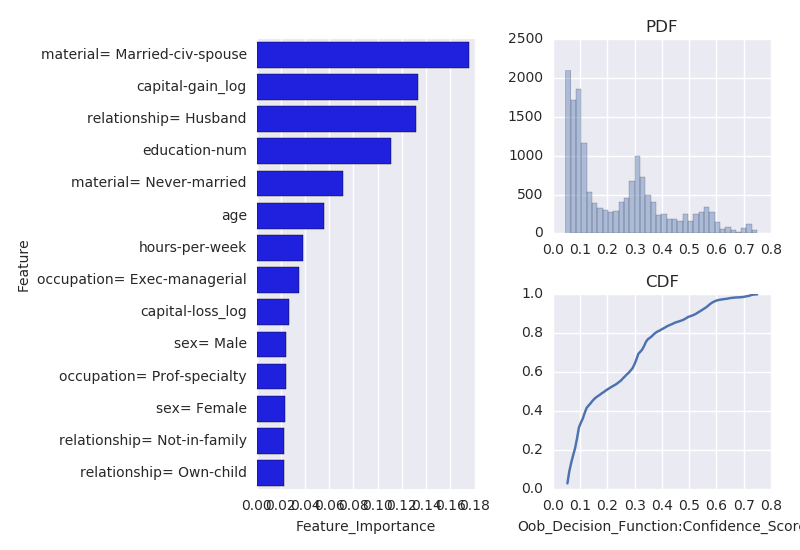 Feature
material= Married-civ-spouse
capital-gain_log
relationship= Husband
education-num
material= Never-married
age
hours-per-week
occupation= Exec-managerial
capital-loss_log
sex= Male
occupation= Prof-specialty
sex= Female
relationship= Not-in-family
relationship= Own-child
0.00 0.02 0.04 0.06 0.08 0.10 0.12 0.14 0.16 0.18
Feature_Importance
PDF
2500
2000
1500
1000
500
0
0.0 0.1 0.2 0.3 0.4 0.5 0.6 0.7 0.8
CDF
1.0
0.8
0.6
0.4
0.2
0.0
0.0 0.1 0.2 0.3 0.4 0.5 0.6 0.7 0.8
Oob_Decision_Function:Confidence_Scor